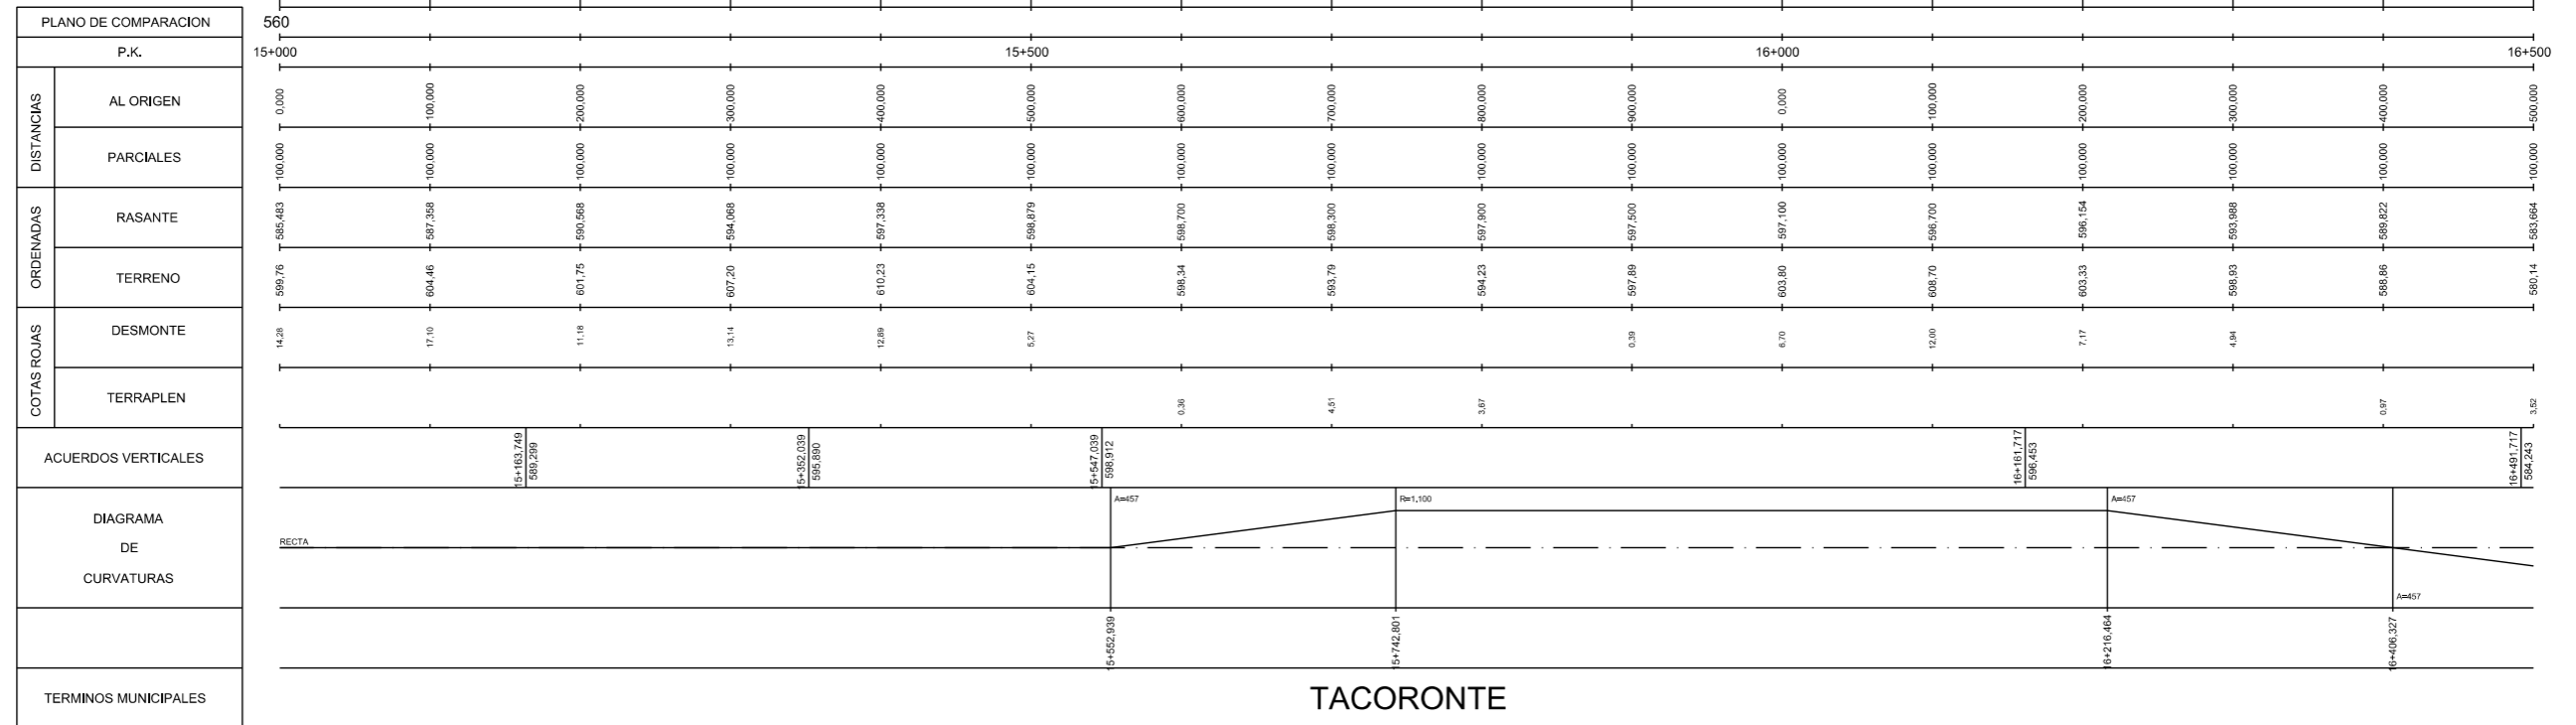 PLANO DE COMPARACION 560
P.K. 15+000 15+500 16+000 16+500
DISTANCIAS
AL ORIGEN 0,000 100,000 200,000 300,000 400,000 500,000 600,000 700,000 800,000 900,000 0,000 100,000 200,000 300,000 400,000 500,000
PARCIALES 100,000 100,000 100,000 100,000 100,000 100,000 100,000 100,000 100,000 100,000 100,000 100,000 100,000 100,000 100,000 100,000
ORDENADAS
RASANTE 585,483 587,358 590,568 594,068 597,338 598,879 598,700 598,300 597,900 597,500 597,100 596,700 596,154 593,988 589,822 583,664
TERRENO 599,76 604,46 601,75 607,20 610,23 604,15 598,34 593,79 594,23 597,89 603,80 608,70 603,33 598,93 588,86 580,14
COTAS ROJAS
DESMONTE 14,28 17,10 11,18 13,14 12,89 5,27 0,39 6,70 12,00 7,17 4,94
TERRAPLEN 0,36 4,51 3,67 0,97 3,52
ACUERDOS VERTICALES
15+163,749
589,299
15+352,039
595,890
15+547,039
598,912
16+161,717
596,453
16+491,717
584,243
DIAGRAMA
DE
CURVATURAS
RECTA
A=457
R=1,100
A=457
A=457
15+552,939
15+742,801
16+216,464
16+406,327
TERMINOS MUNICIPALES
TACORONTE